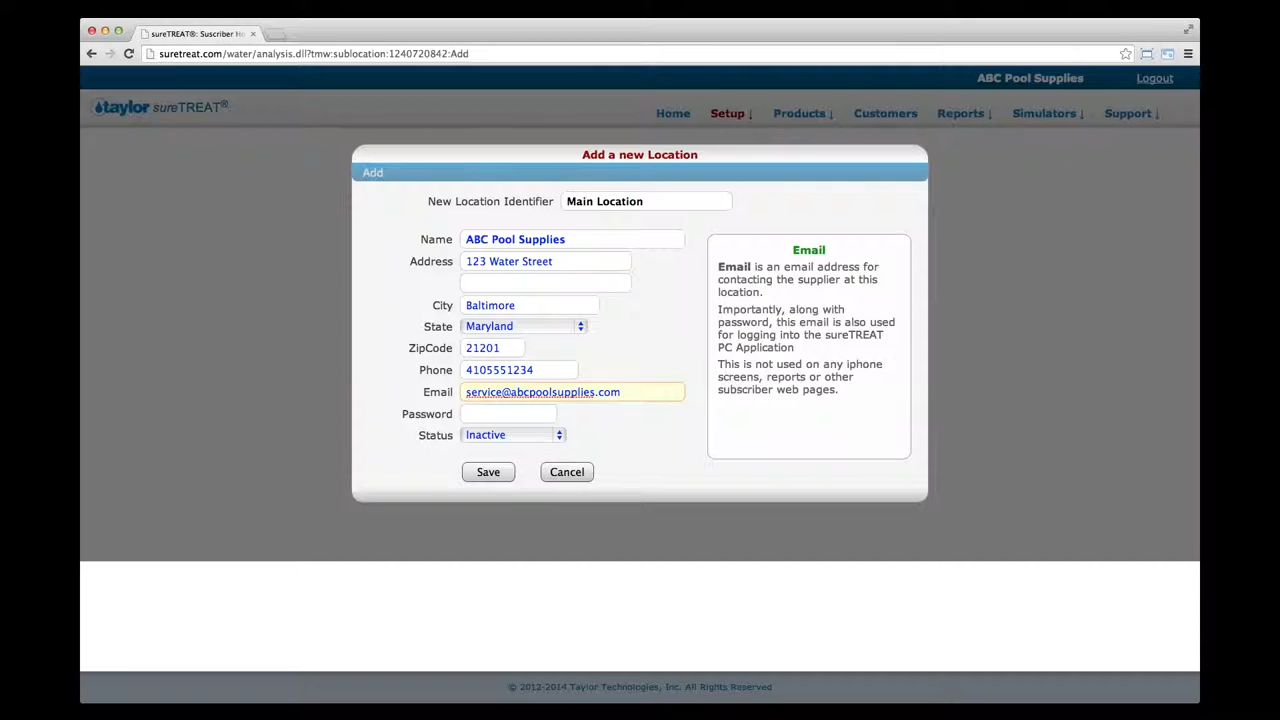 sureTREAT®: Suscriber Ho
suretreat.com/water/analysis.dll?tmw:sublocation:1240720842:Add
ABC Pool Supplies Logout
taylor sureTREAT®
Home Setup ↓ Products ↓ Customers Reports ↓ Simulators ↓ Support ↓
Add a new Location
Add
New Location Identifier Main Location
Name ABC Pool Supplies
Address 123 Water Street
City Baltimore
State Maryland
ZipCode 21201
Phone 4105551234
Email service@abcpoolsupplies.com
Password
Status Inactive
Save Cancel
Email
Email is an email address for
contacting the supplier at this
location.
Importantly, along with
password, this email is also used
for logging into the sureTREAT
PC Application
This is not used on any iphone
screens, reports or other
subscriber web pages.
© 2012-2014 Taylor Technologies, Inc. All Rights Reserved